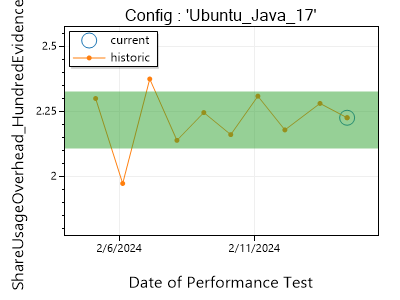 Config : 'Ubuntu_Java_17'
ShareUsageOverhead_HundredEvidence
current
historic
2.5
2.25
2
2/6/2024
2/11/2024
Date of Performance Test